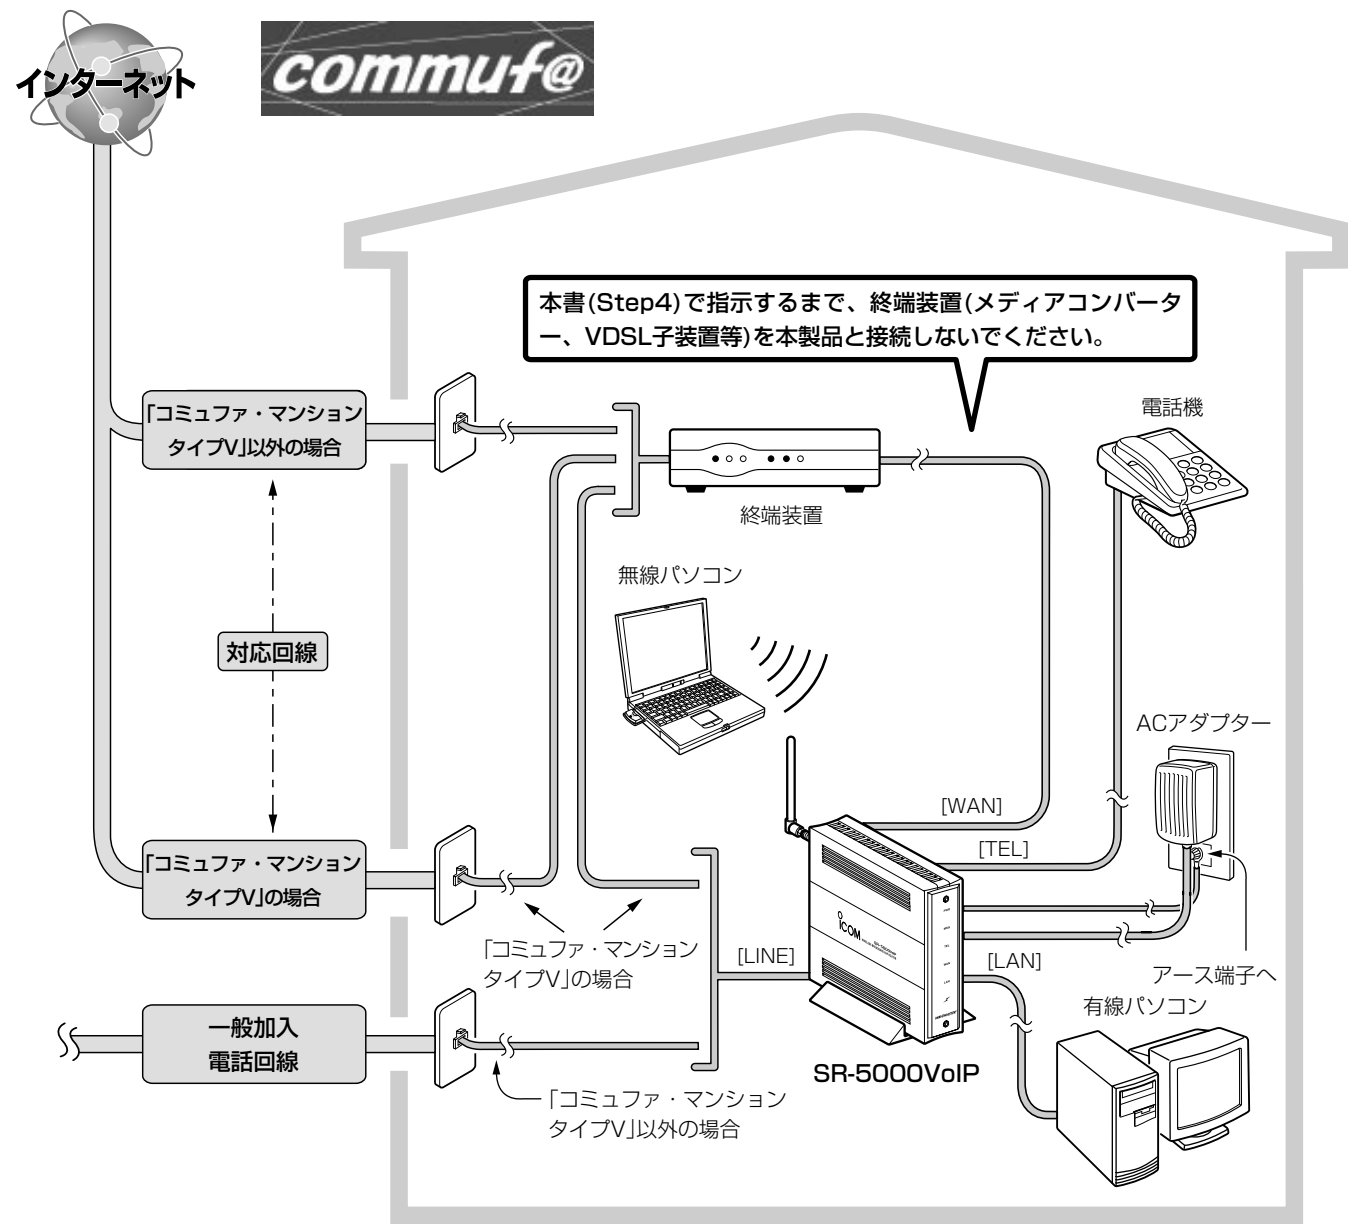 インターネット
commuf@
本書(Step4)で指示するまで、終端装置(メディアコンバータ
ー、VDSL子装置等)を本製品と接続しないでください。
「コミュファ・マンション
タイプV」以外の場合
電話機
終端装置
無線パソコン
対応回線
ACアダプター
[WAN]
[TEL]
「コミュファ・マンション
タイプV」の場合
「コミュファ・マンション
タイプV」の場合
[LINE]
ICOM
[LAN]
アース端子へ
有線パソコン
一般加入
電話回線
SR-5000VoIP
「コミュファ・マンション
タイプV」以外の場合